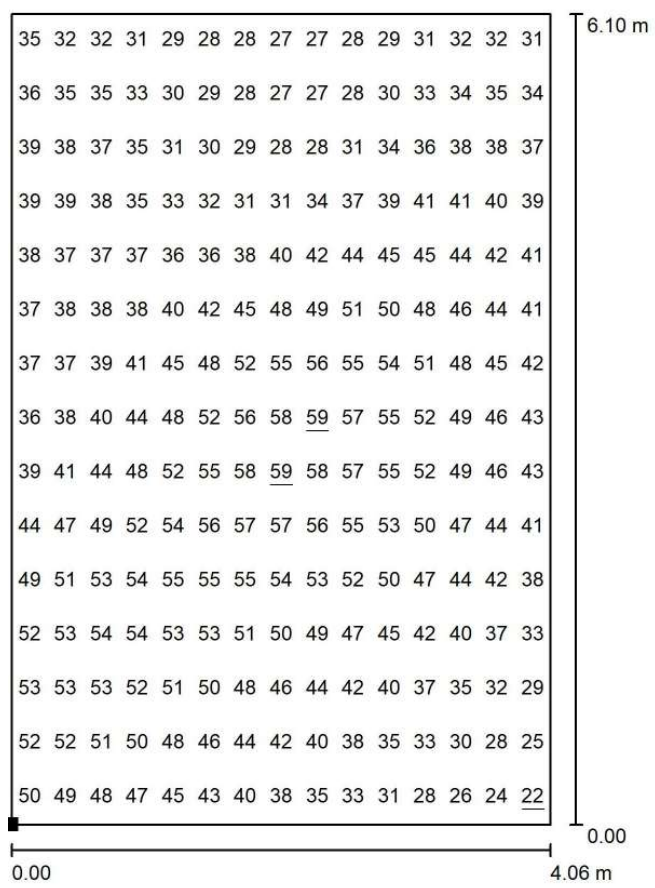 35 32 32 31 29 28 28 27 27 28 29 31 32 32 31
6.10 m
36 35 35 33 30 29 28 27 27 28 30 33 34 35 34
39 38 37 35 31 30 29 28 28 31 34 36 38 38 37
39 39 38 35 33 32 31 31 34 37 39 41 41 40 39
38 37 37 37 36 36 38 40 42 44 45 45 44 42 41
37 38 38 38 40 42 45 48 49 51 50 48 46 44 41
37 37 39 41 45 48 52 55 56 55 54 51 48 45 42
36 38 40 44 48 52 56 58 59 57 55 52 49 46 43
39 41 44 48 52 55 58 59 58 57 55 52 49 46 43
44 47 49 52 54 56 57 57 56 55 53 50 47 44 41
49 51 53 54 55 55 55 54 53 52 50 47 44 42 38
52 53 54 54 53 53 51 50 49 47 45 42 40 37 33
53 53 53 52 51 50 48 46 44 42 40 37 35 32 29
52 52 51 50 48 46 44 42 40 38 35 33 30 28 25
50 49 48 47 45 43 40 38 35 33 31 28 26 24 22
0.00
0.00 4.06 m